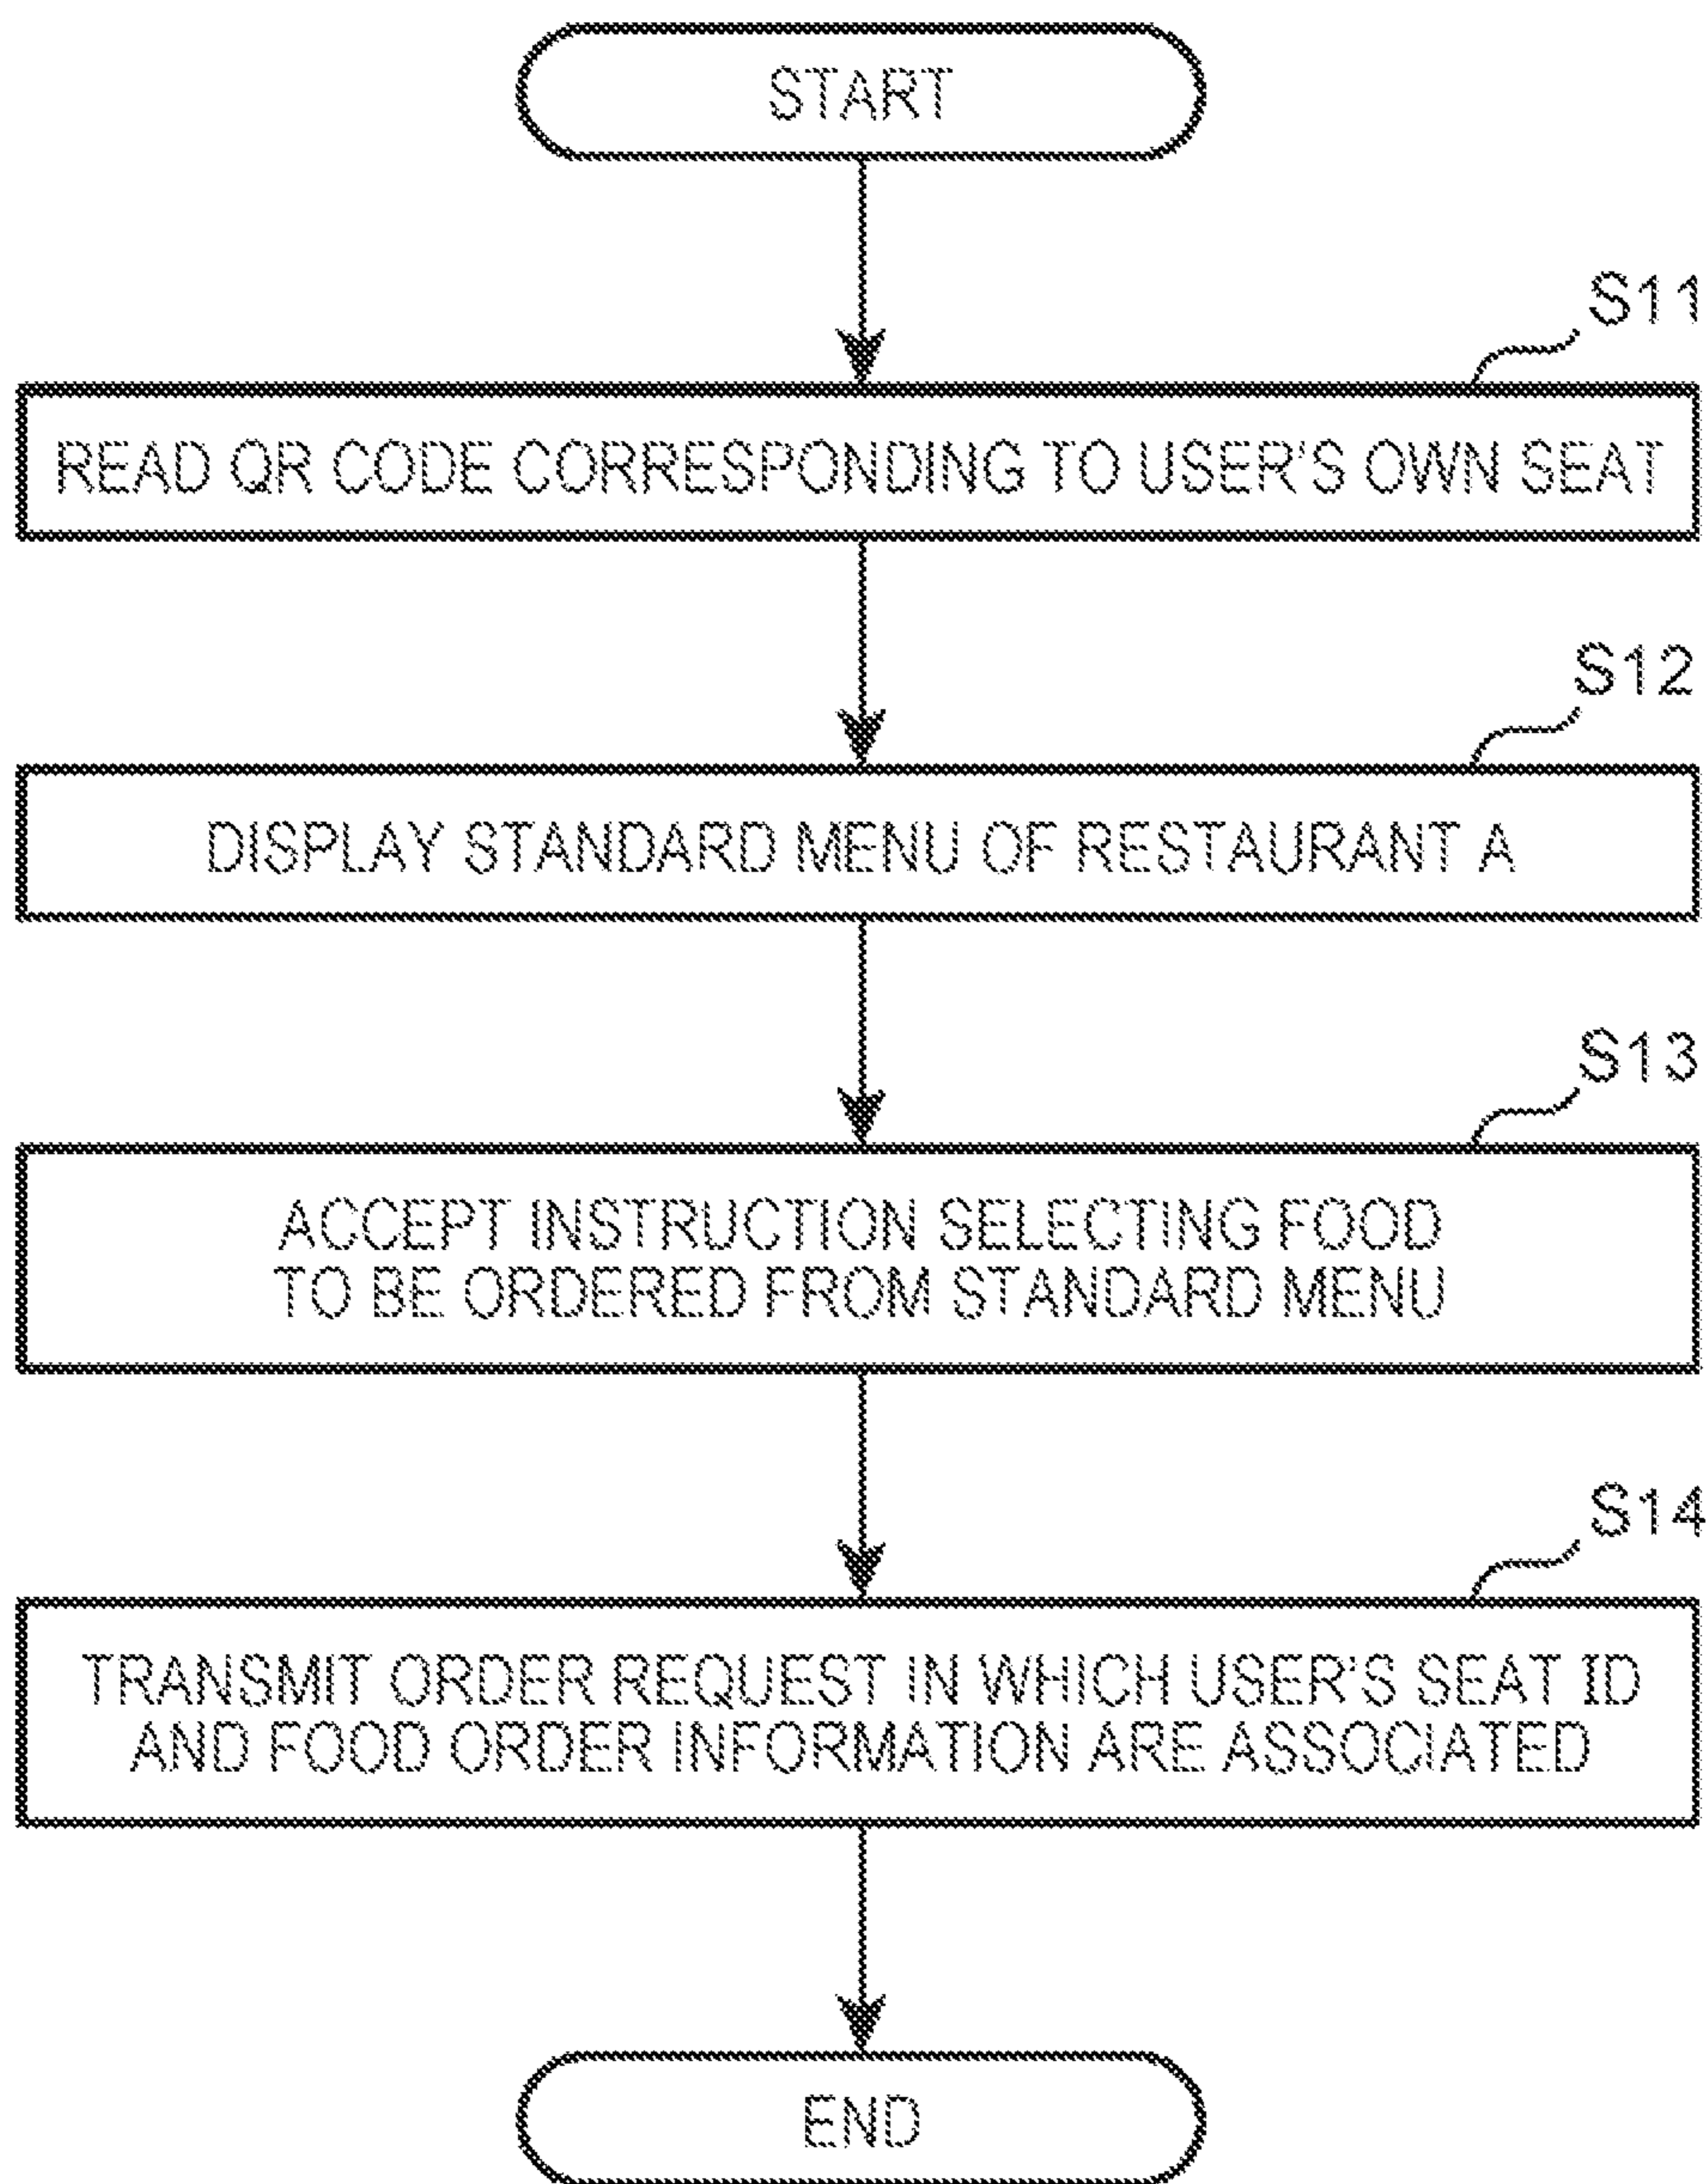 START
S11
READ QR CODE CORRESPONDING TO USER'S OWN SEAT
S12
DISPLAY STANDARD MENU OF RESTAURANT A
S13
ACCEPT INSTRUCTION SELECTING FOOD
TO BE ORDERED FROM STANDARD MENU
S14
TRANSMIT ORDER REQUEST IN WHICH USER'S SEAT ID
AND FOOD ORDER INFORMATION ARE ASSOCIATED
END